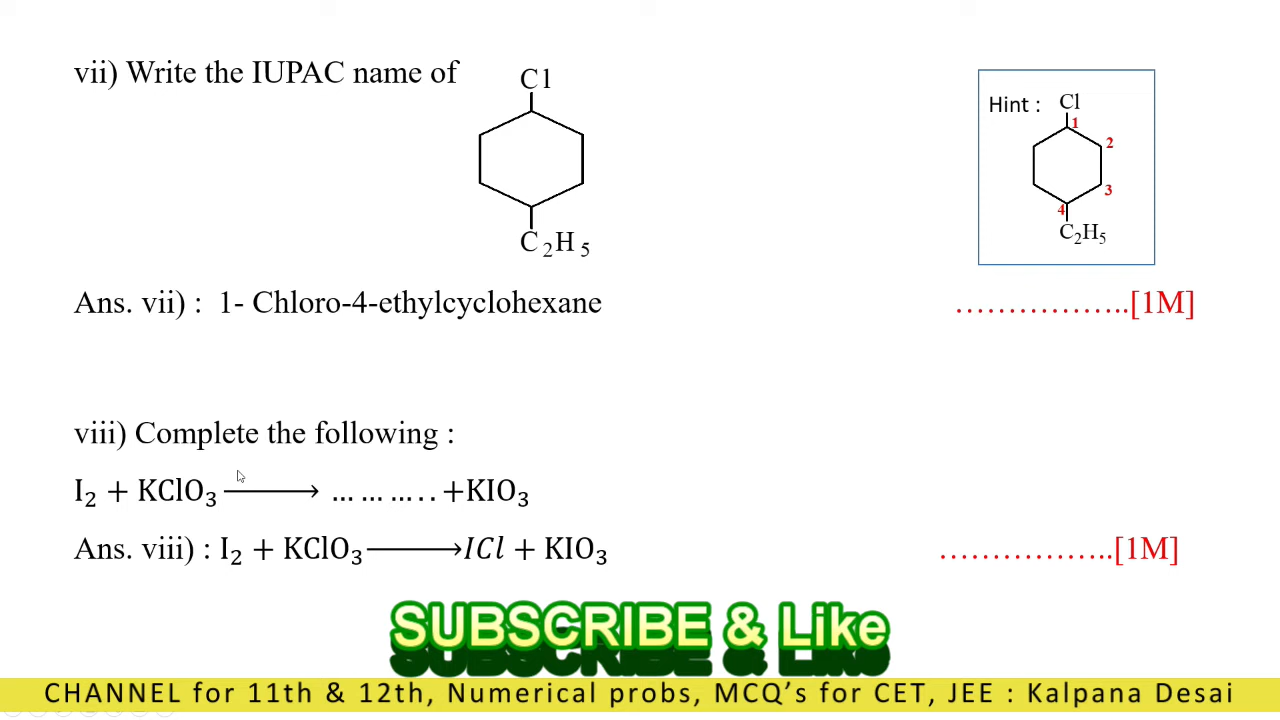 vii) Write the IUPAC name of
Cl
C₂H₅
Hint :
Cl
1
2
3
4
C₂H₅
Ans. vii) : 1- Chloro-4-ethylcyclohexane ……………..[1M]
viii) Complete the following :
I₂ + KClO₃ ⟶ … … … . . +KIO₃
Ans. viii) : I₂ + KClO₃ ⟶ ICl + KIO₃ ……………..[1M]
SUBSCRIBE & Like
CHANNEL for 11th & 12th, Numerical probs, MCQ’s for CET, JEE : Kalpana Desai